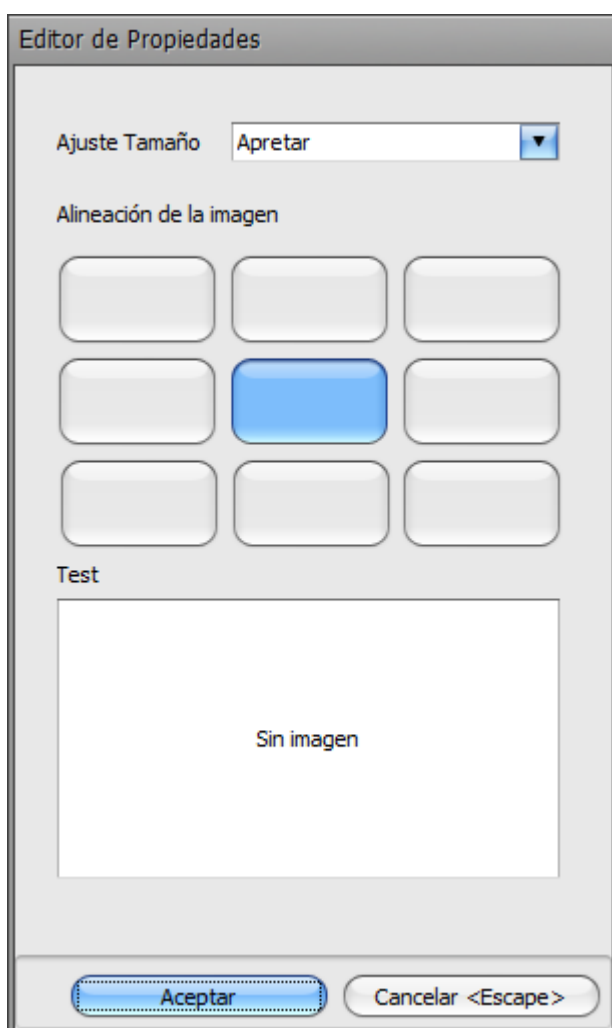 Editor de Propiedades
Ajuste Tamaño Apretar
Alineación de la imagen
Test
Sin imagen
Aceptar Cancelar <Escape>